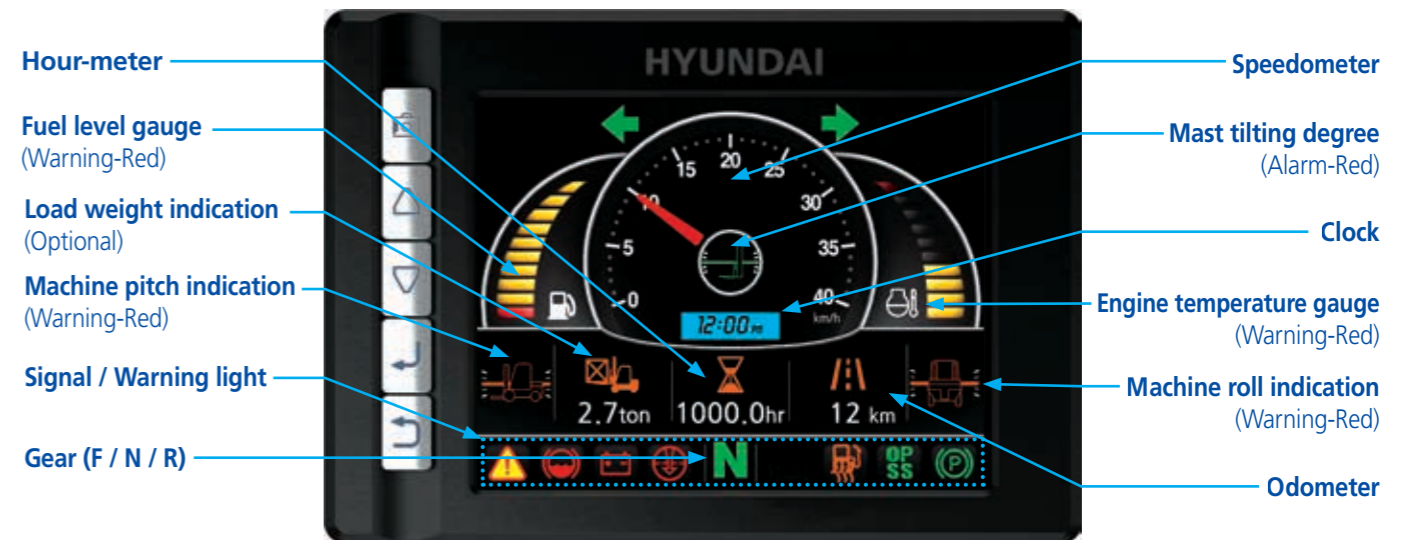 HYUNDAI
Hour-meter
Fuel level gauge
(Warning-Red)
Load weight indication
(Optional)
Machine pitch indication
(Warning-Red)
Signal / Warning light
Gear (F / N / R)
0
5
10
15
20
25
30
35
40
km/h
12:00 PM
2.7ton
1000.0hr
12 km
N
OP
SS
P
Speedometer
Mast tilting degree
(Alarm-Red)
Clock
Engine temperature gauge
(Warning-Red)
Machine roll indication
(Warning-Red)
Odometer